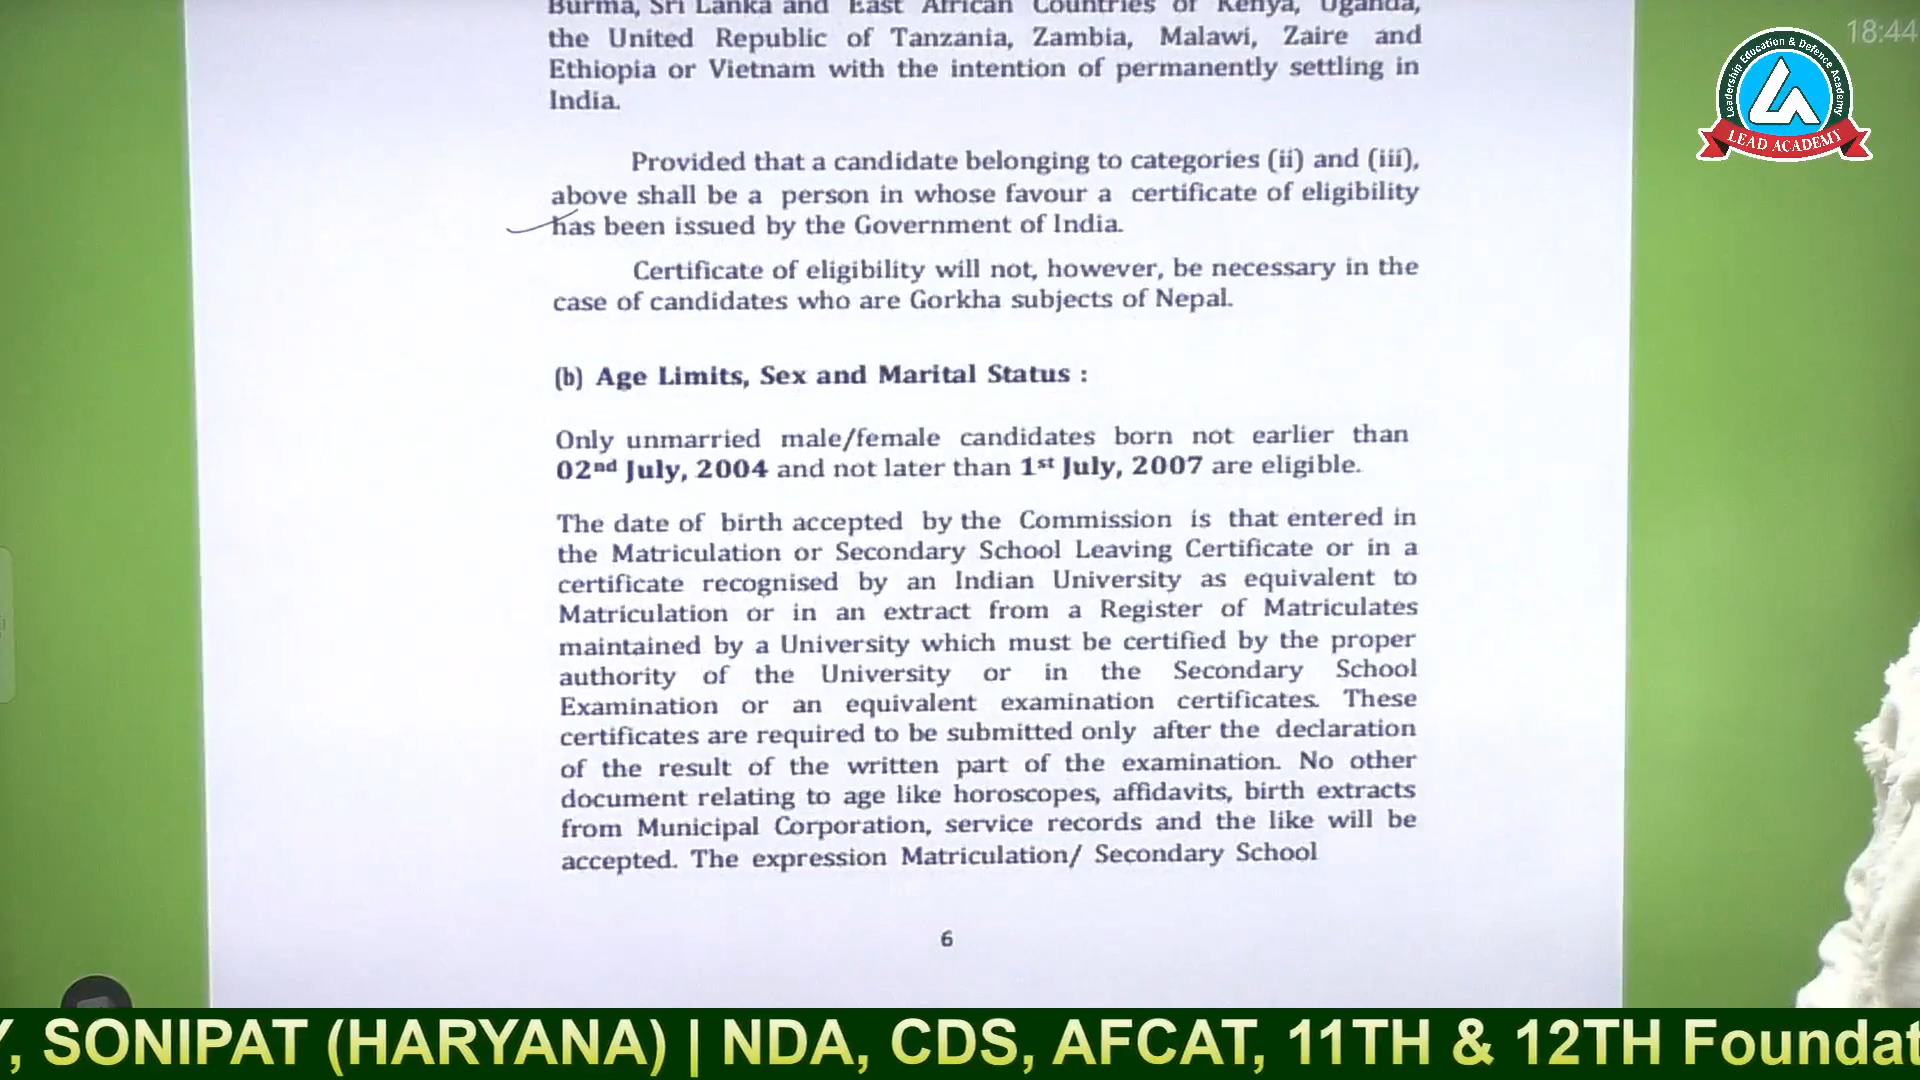 Burma, Sri Lanka and East African Countries of Kenya, Uganda,
the United Republic of Tanzania, Zambia, Malawi, Zaire and
Ethiopia or Vietnam with the intention of permanently settling in
India.
18:44
Leadership Education & Defence Academy
LEAD ACADEMY
Provided that a candidate belonging to categories (ii) and (iii),
above shall be a person in whose favour a certificate of eligibility
has been issued by the Government of India.
Certificate of eligibility will not, however, be necessary in the
case of candidates who are Gorkha subjects of Nepal.
(b) Age Limits, Sex and Marital Status :
Only unmarried male/female candidates born not earlier than
02nd July, 2004 and not later than 1st July, 2007 are eligible.
The date of birth accepted by the Commission is that entered in
the Matriculation or Secondary School Leaving Certificate or in a
certificate recognised by an Indian University as equivalent to
Matriculation or in an extract from a Register of Matriculates
maintained by a University which must be certified by the proper
authority of the University or in the Secondary School
Examination or an equivalent examination certificates. These
certificates are required to be submitted only after the declaration
of the result of the written part of the examination. No other
document relating to age like horoscopes, affidavits, birth extracts
from Municipal Corporation, service records and the like will be
accepted. The expression Matriculation/ Secondary School
6
, SONIPAT (HARYANA) | NDA, CDS, AFCAT, 11TH & 12TH Foundat